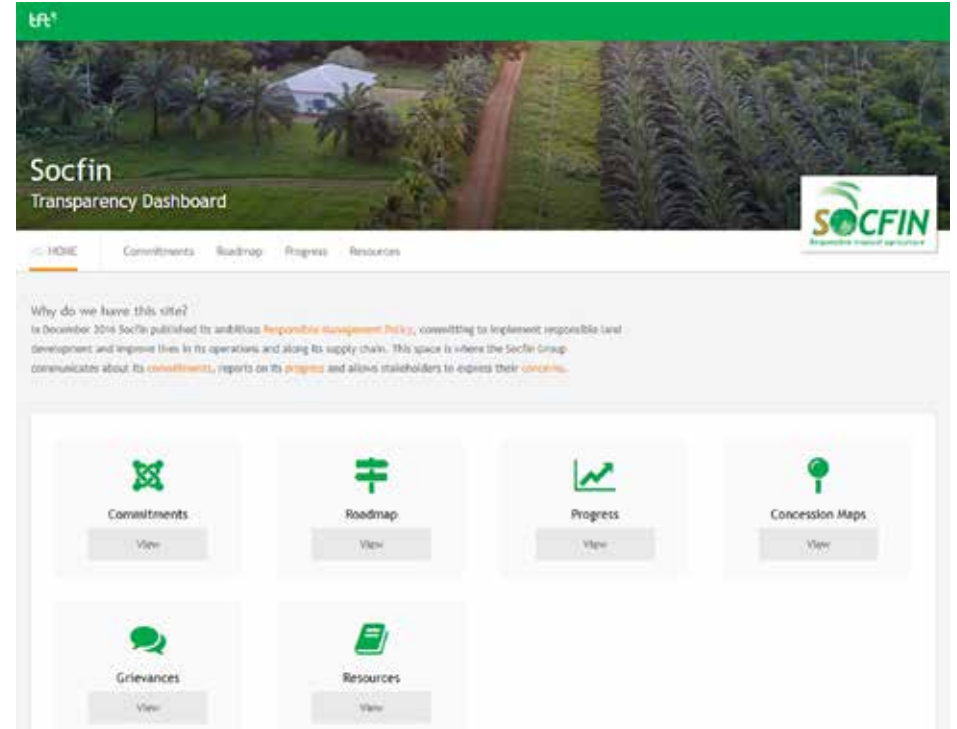 tft
Socfin
Transparency Dashboard
SOCFIN
Responsible tropical agriculture
HOME Commitments Roadmap Progress Resources
Why do we have this site?
In December 2016 Socfin published its ambitious Responsible Management Policy, committing to implement responsible land
development and improve lives in its operations and along its supply chain. This space is where the Socfin Group
communicates about its commitments, reports on its progress and allows stakeholders to express their concerns.
Commitments Roadmap Progress Concession Maps
View View View View
Grievances Resources
View View